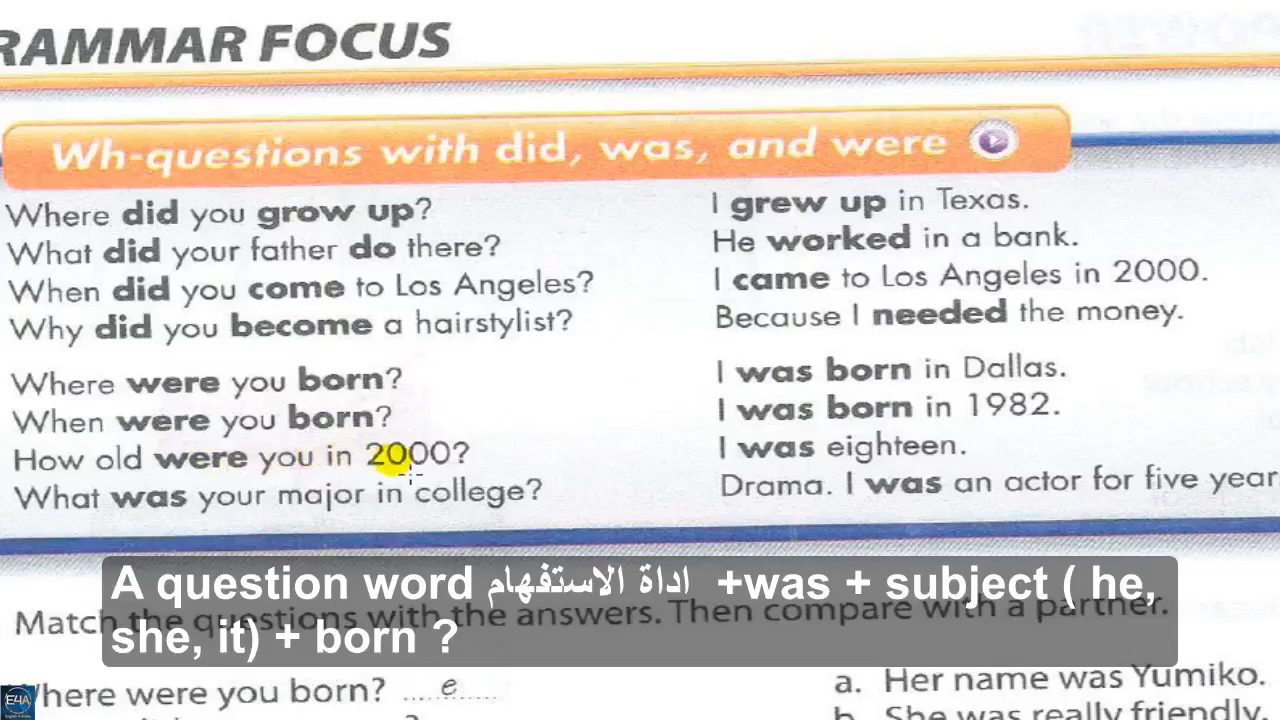 RAMMAR FOCUS
Wh-questions with did, was, and were
Where did you grow up?
What did your father do there?
When did you come to Los Angeles?
Why did you become a hairstylist?
Where were you born?
When were you born?
How old were you in 2000?
What was your major in college?
I grew up in Texas.
He worked in a bank.
I came to Los Angeles in 2000.
Because I needed the money.
I was born in Dallas.
I was born in 1982.
I was eighteen.
Drama. I was an actor for five year
A question word اداة الاستفهام +was + subject ( he,
she, it) + born ?
Match the questions with the answers. Then compare with a partner.
here were you born? e
a. Her name was Yumiko.
b. She was really friendly.
E4A